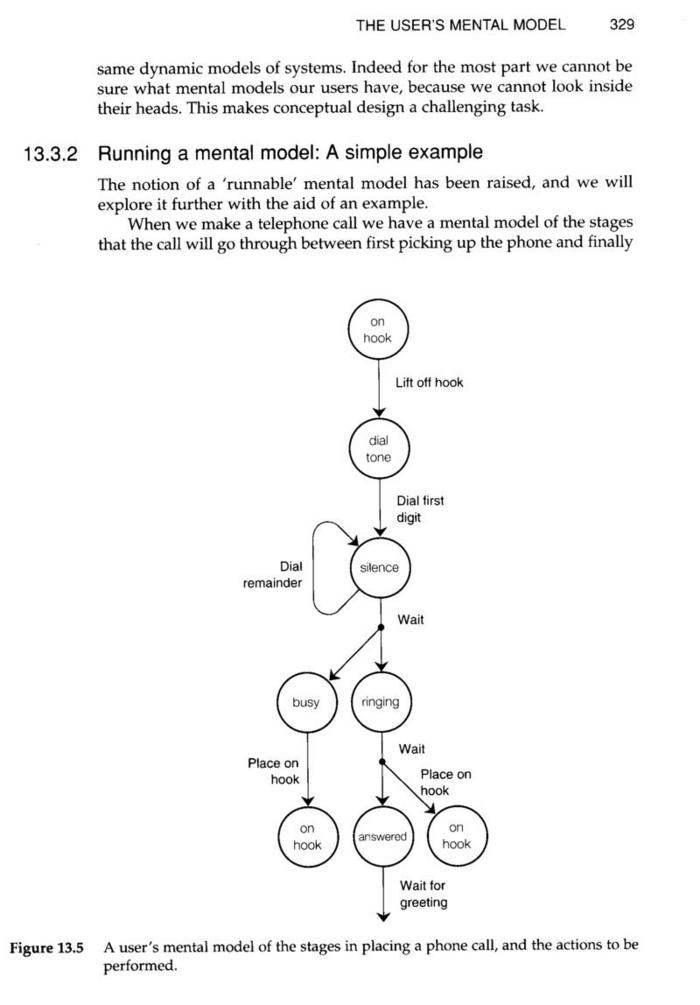 THE USER'S MENTAL MODEL 329
same dynamic models of systems. Indeed for the most part we cannot be
sure what mental models our users have, because we cannot look inside
their heads. This makes conceptual design a challenging task.
13.3.2 Running a mental model: A simple example
The notion of a 'runnable' mental model has been raised, and we will
explore it further with the aid of an example.
When we make a telephone call we have a mental model of the stages
that the call will go through between first picking up the phone and finally
on
hook
Lift off hook
dial
tone
Dial first
digit
Dial
remainder
silence
Wait
busy
ringing
Wait
Place on
hook
Place on
hook
on
hook
answered
on
hook
Wait for
greeting
Figure 13.5 A user's mental model of the stages in placing a phone call, and the actions to be
performed.